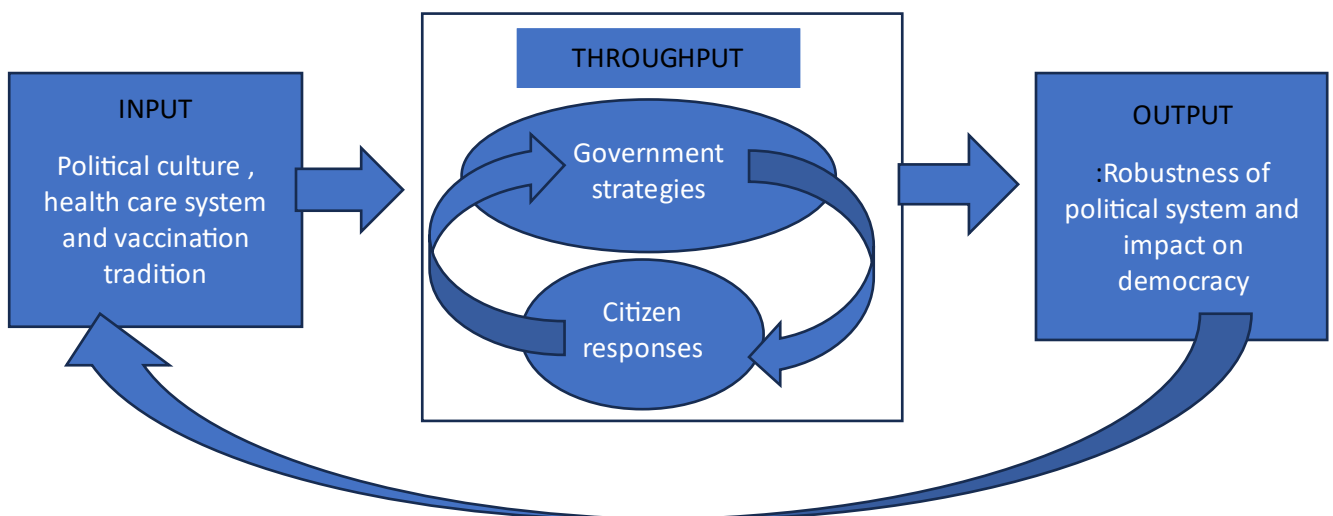 INPUT
Political culture ,
health care system
and vaccination
tradition
THROUGHPUT
Government
strategies
Citizen
responses
OUTPUT
:Robustness of
political system and
impact on
democracy